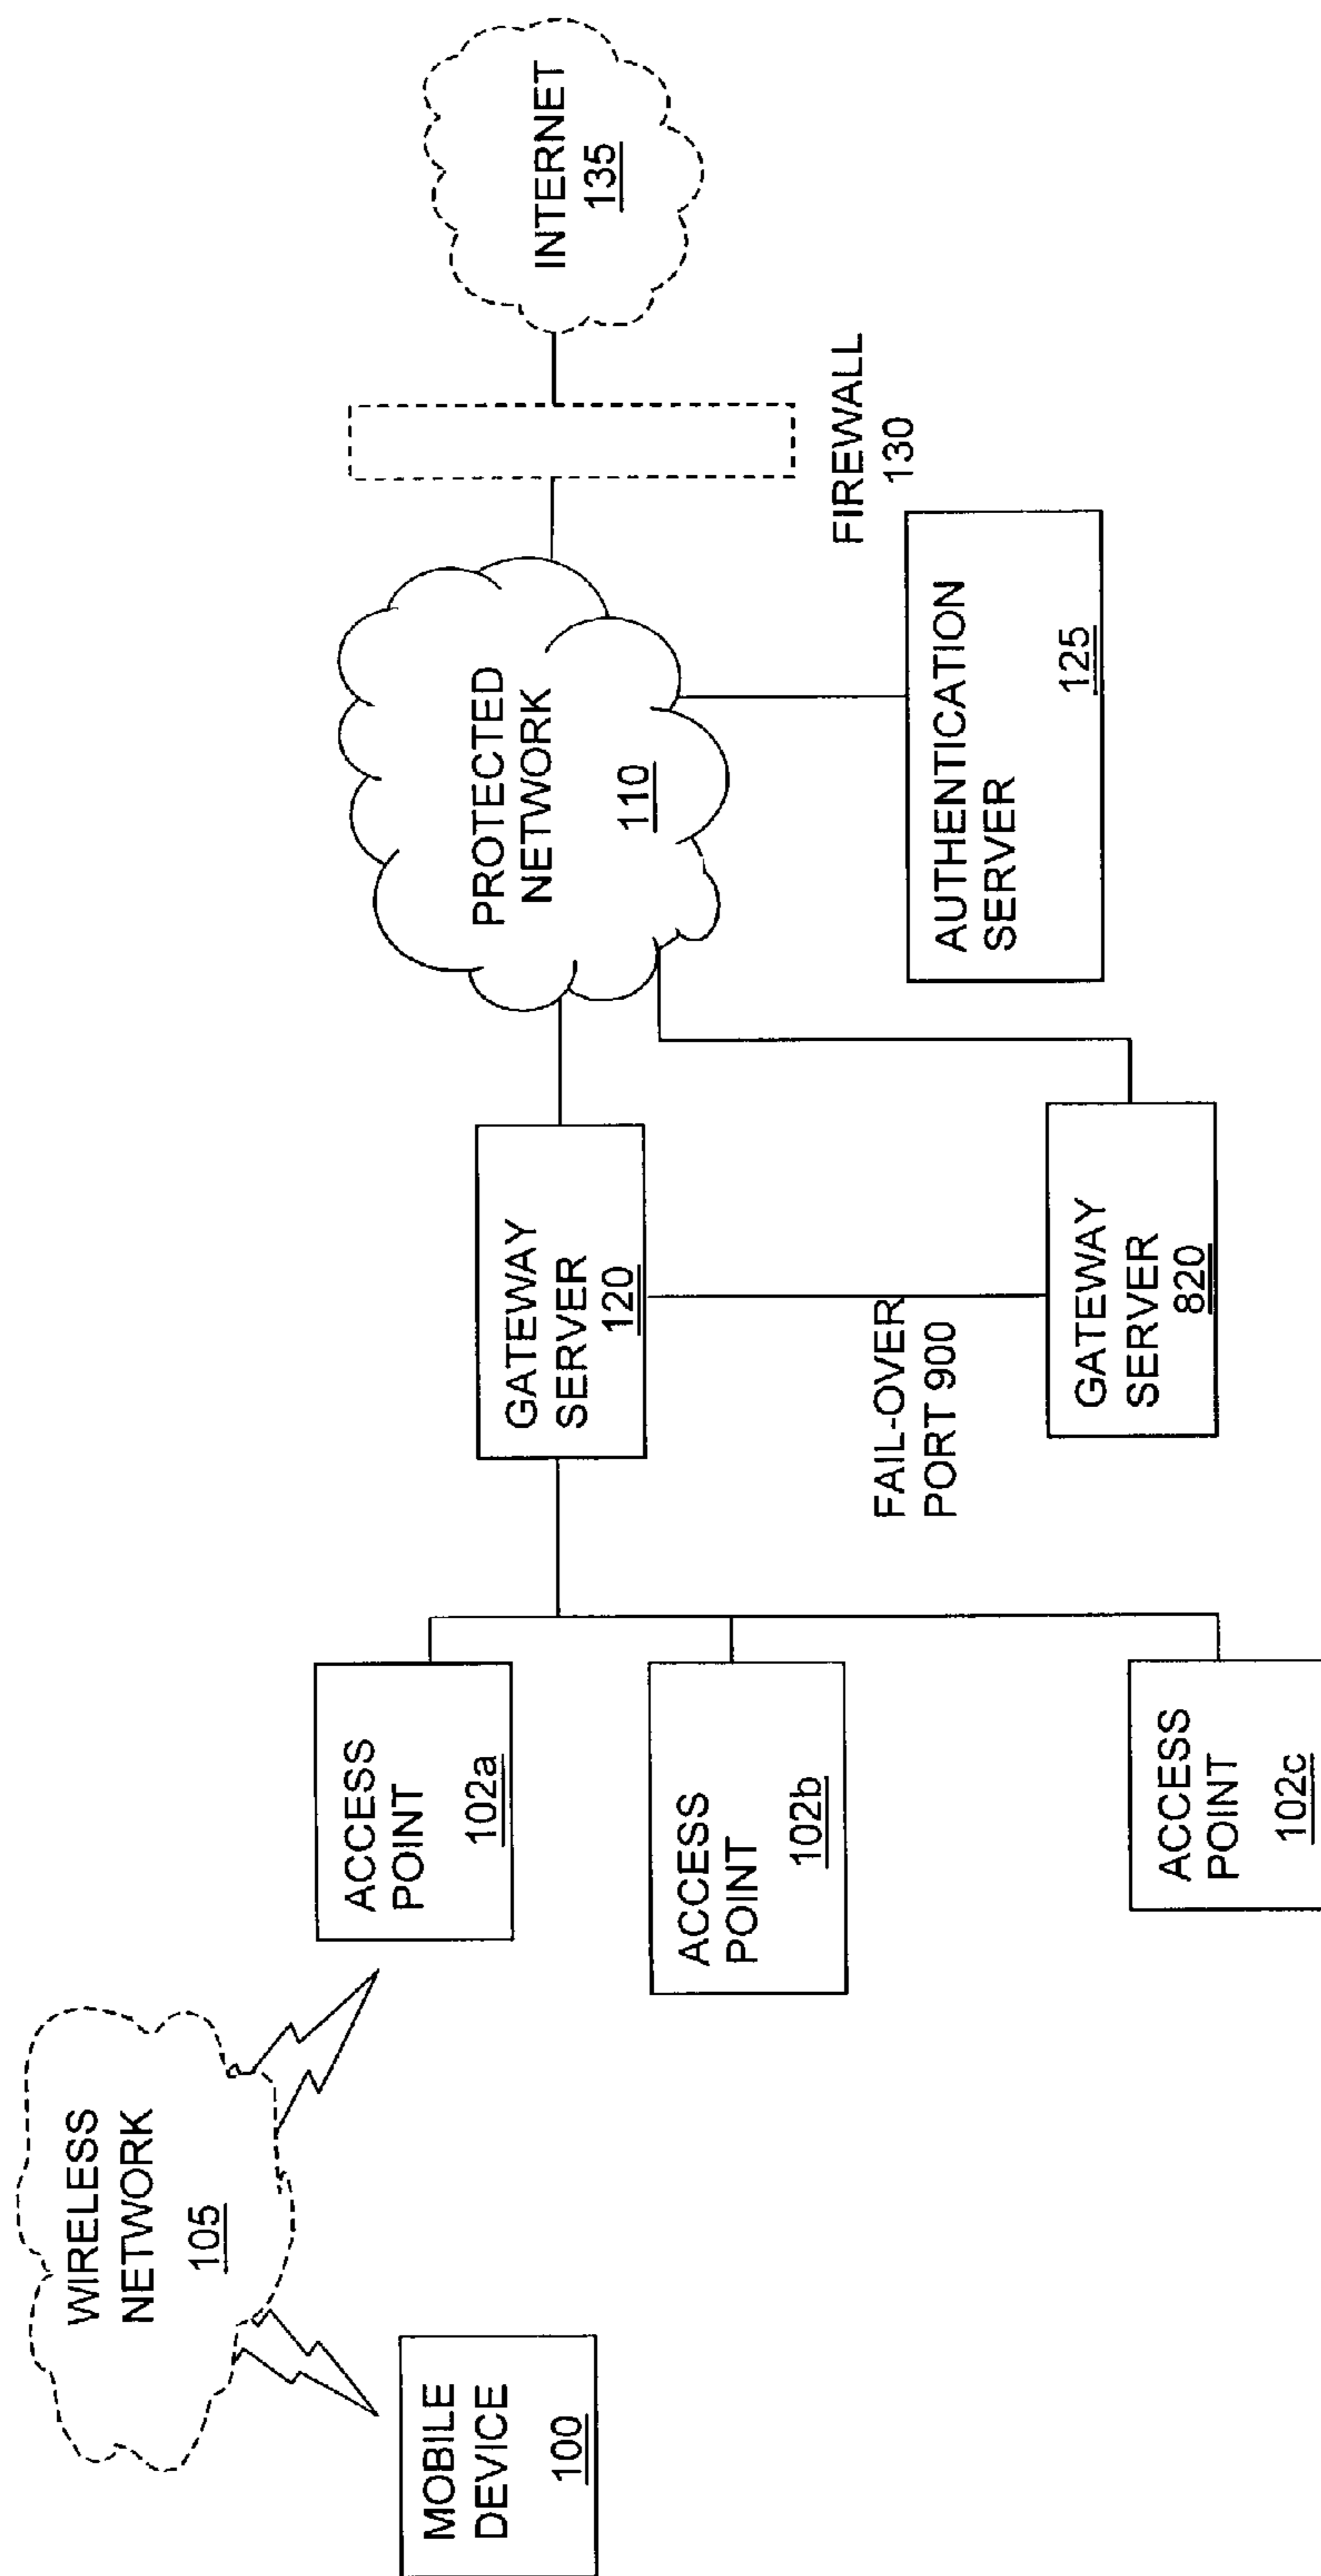 WIRELESS
NETWORK
105
MOBILE
DEVICE
100
ACCESS
POINT
102a
ACCESS
POINT
102b
ACCESS
POINT
102c
GATEWAY
SERVER
120
FAIL-OVER
PORT 900
GATEWAY
SERVER
820
PROTECTED
NETWORK
110
AUTHENTICATION
SERVER
125
FIREWALL
130
INTERNET
135